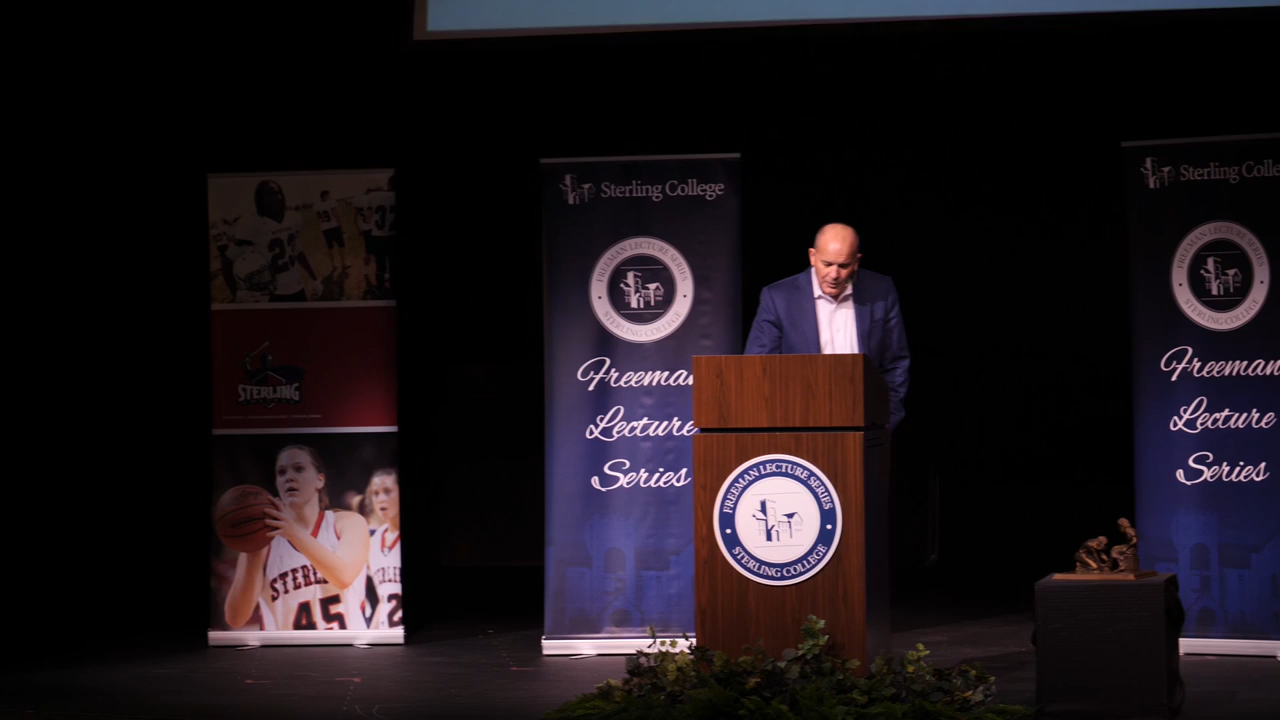 STERLING
STERL
45
2
Sterling College
FREEMAN LECTURE SERIES
STERLING COLLEGE
Freeman
Lecture
Series
FREEMAN LECTURE SERIES
STERLING COLLEGE
Sterling Colle
FREEMAN LECTURE SERIES
STERLING COLLEGE
Freeman
Lecture
Series